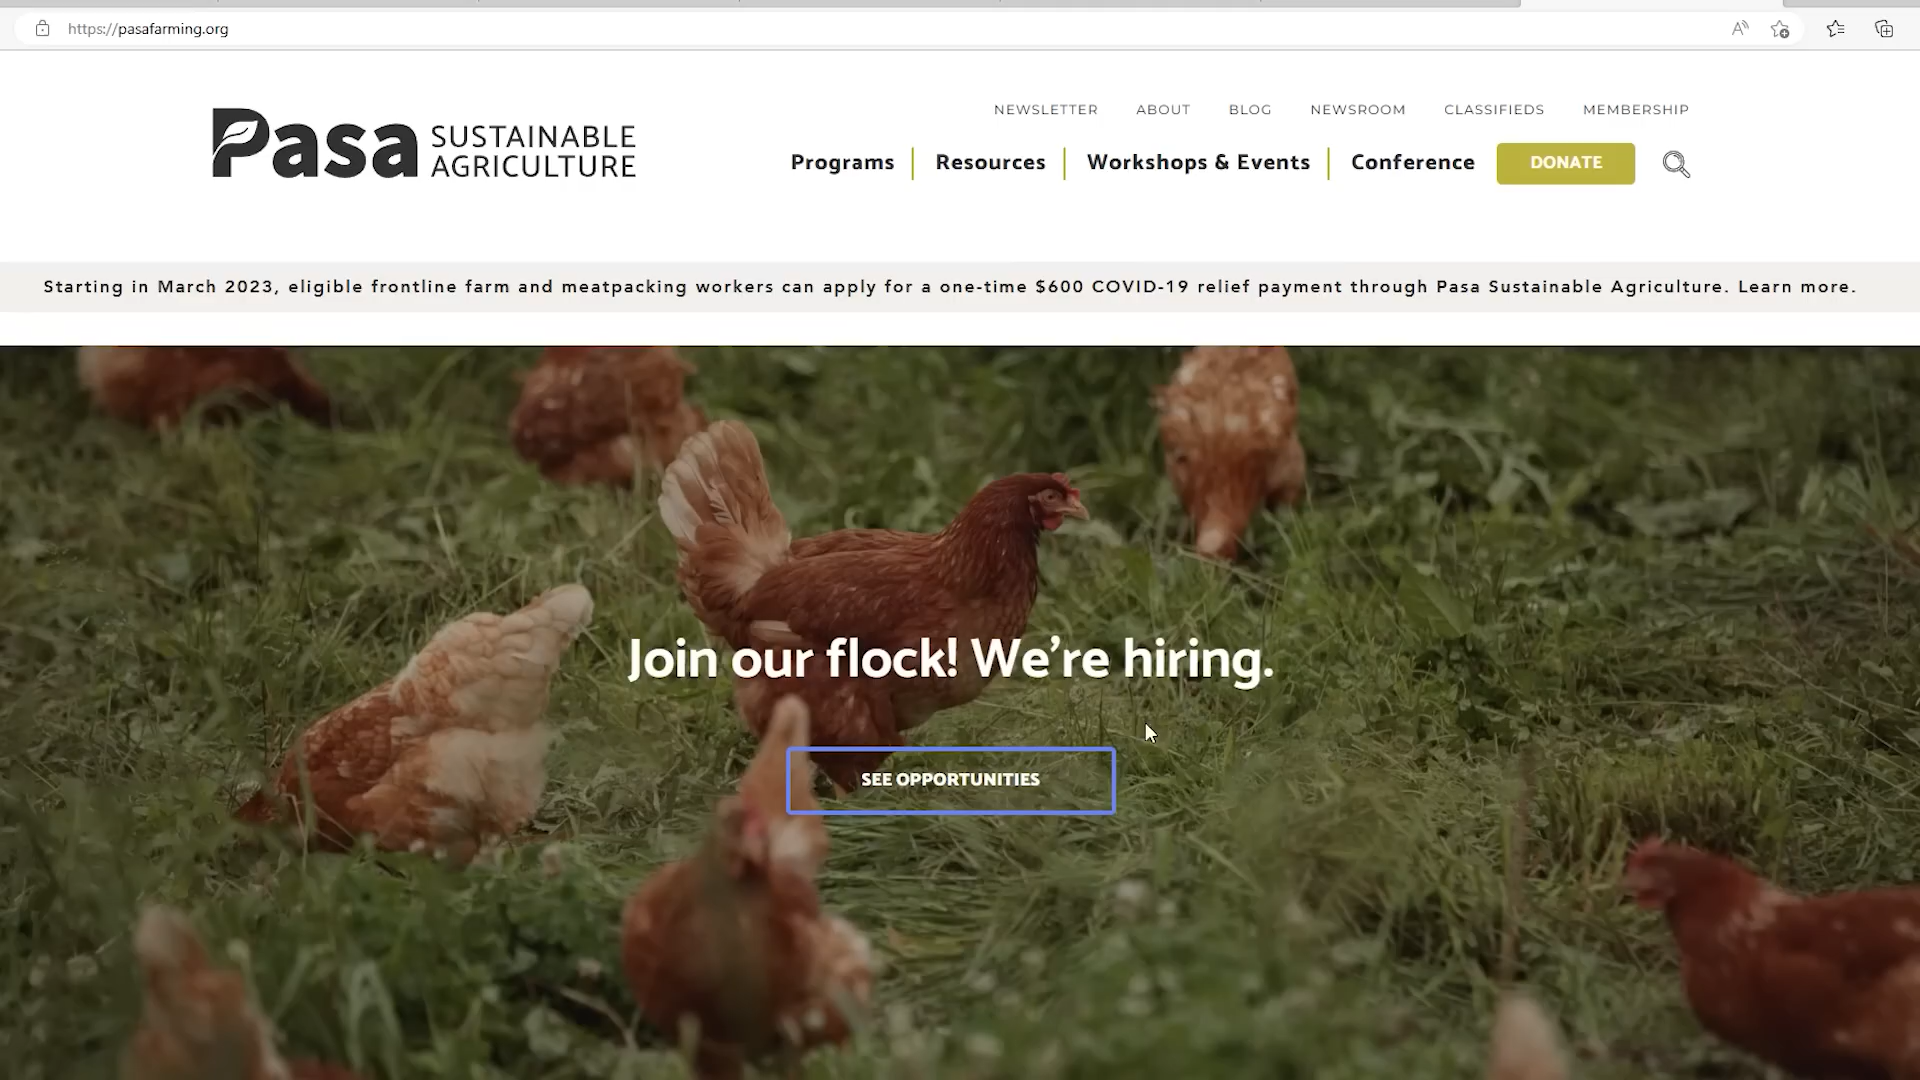 https://pasafarming.org
NEWSLETTER ABOUT BLOG NEWSROOM CLASSIFIEDS MEMBERSHIP
Pasa SUSTAINABLE
AGRICULTURE
Programs Resources Workshops & Events Conference DONATE
Starting in March 2023, eligible frontline farm and meatpacking workers can apply for a one-time $600 COVID-19 relief payment through Pasa Sustainable Agriculture. Learn more.
Join our flock! We're hiring.
SEE OPPORTUNITIES